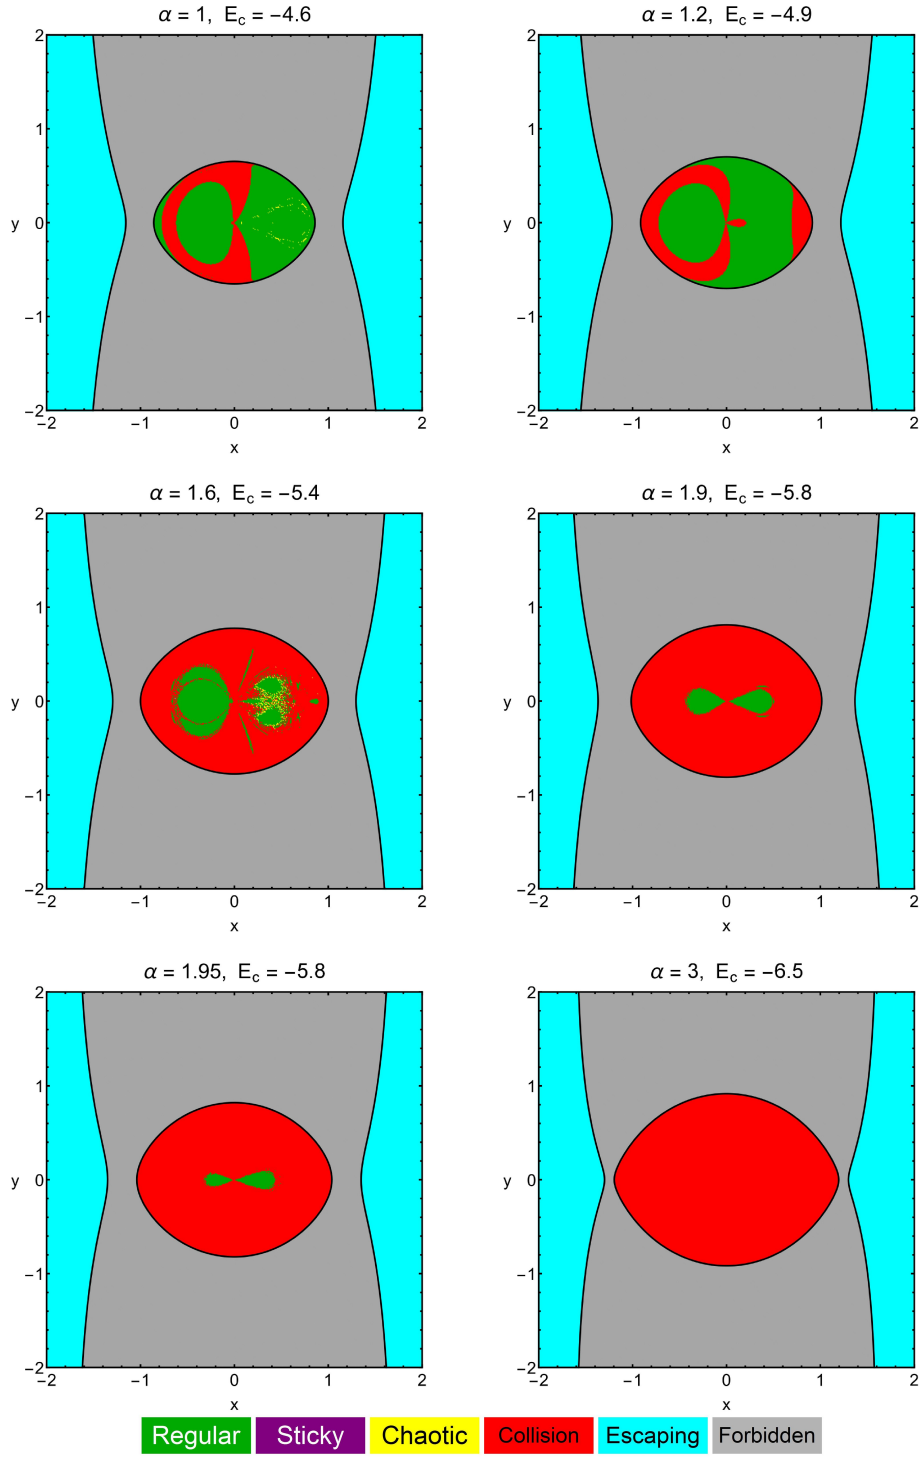 α = 1, E_c = −4.6
α = 1.2, E_c = −4.9
2
1
y 0
−1
−2
−2 −1 0 1 2
x
2
1
y 0
−1
−2
−2 −1 0 1 2
x
α = 1.6, E_c = −5.4
α = 1.9, E_c = −5.8
2
1
y 0
−1
−2
−2 −1 0 1 2
x
2
1
y 0
−1
−2
−2 −1 0 1 2
x
α = 1.95, E_c = −5.8
α = 3, E_c = −6.5
2
1
y 0
−1
−2
−2 −1 0 1 2
x
2
1
y 0
−1
−2
−2 −1 0 1 2
x
Regular Sticky Chaotic Collision Escaping Forbidden